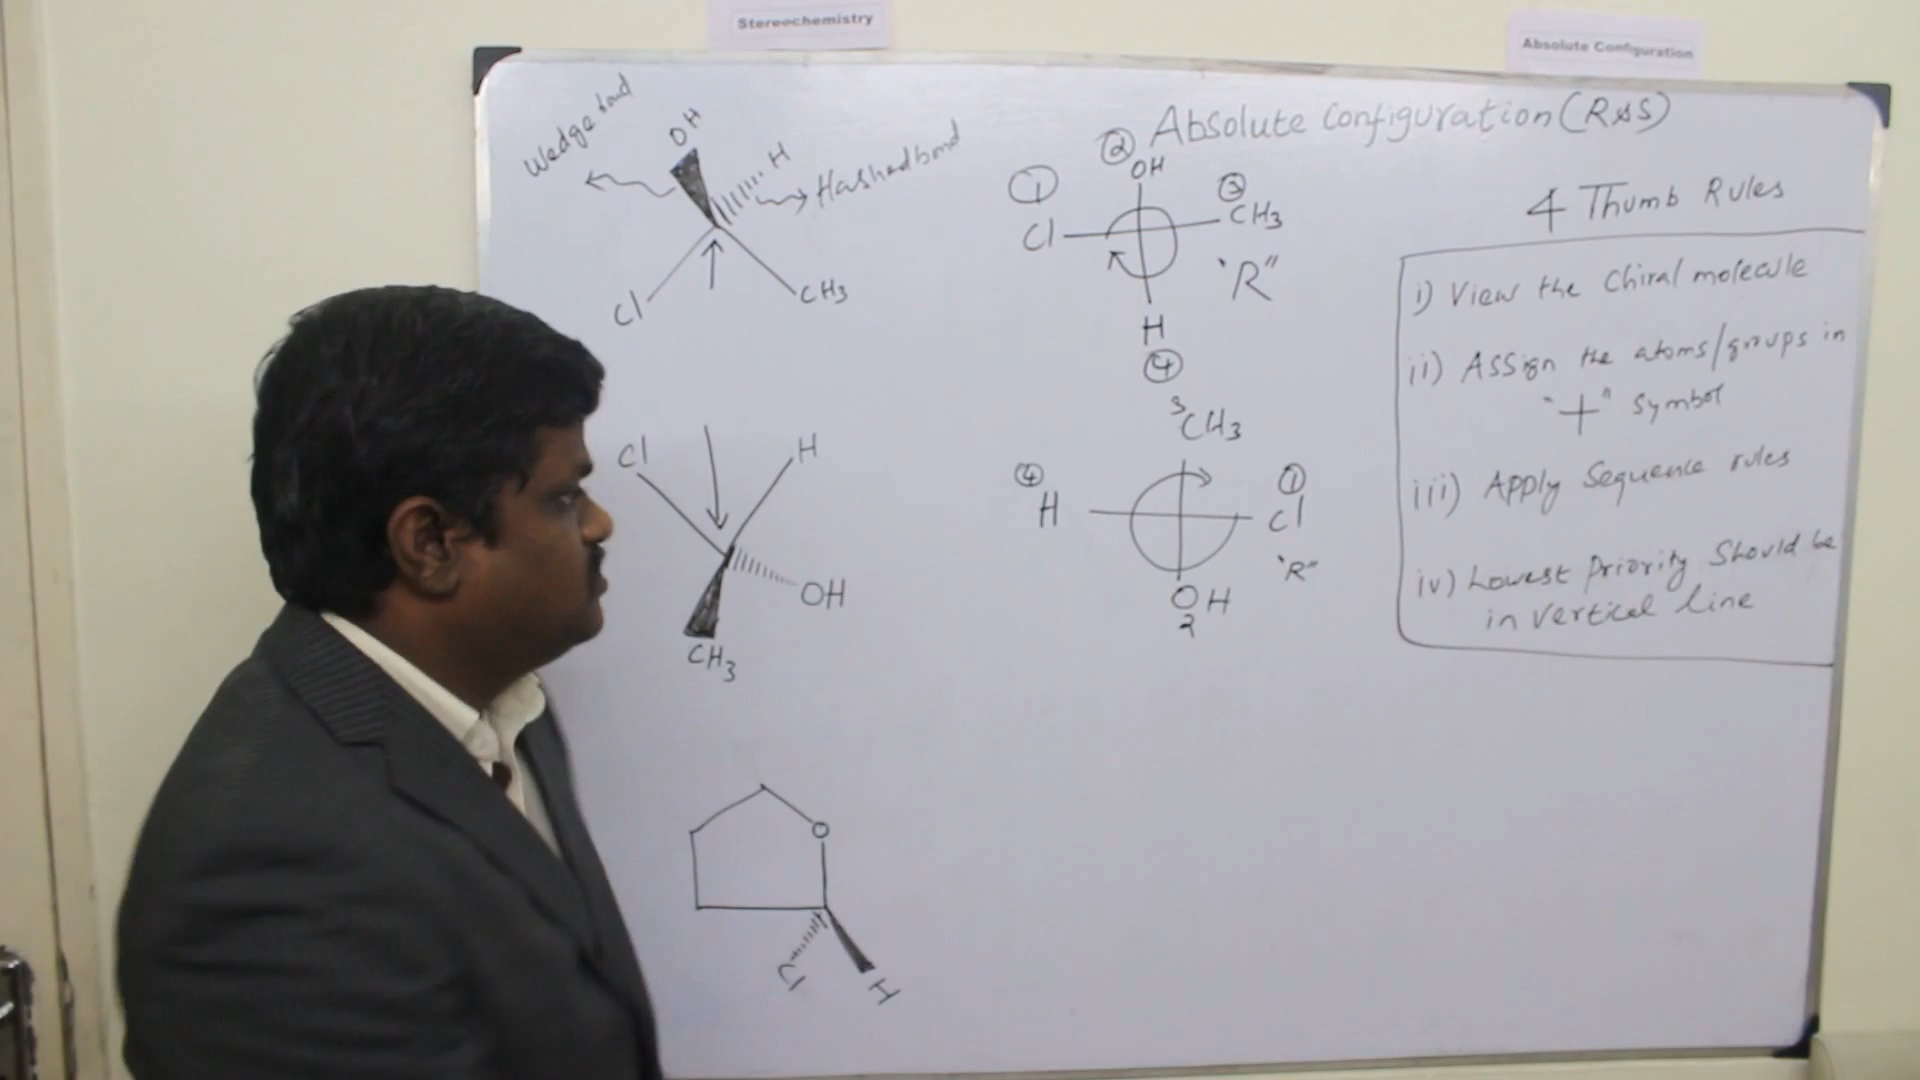 Stereochemistry
Absolute Configuration
Absolute Configuration (R&S)
Wedge bond
OH
H
Hashed bond
Cl
CH3
②
OH
①
Cl
③
CH3
"R"
H
④
4 Thumb Rules
i) View the Chiral molecule
ii) Assign the atoms/groups in
"+" symbol
iii) Apply Sequence rules
iv) Lowest Priority Should be
in vertical line
Cl
H
OH
CH3
3
CH3
④
H
①
Cl
"R"
OH
2
O
Cl
H